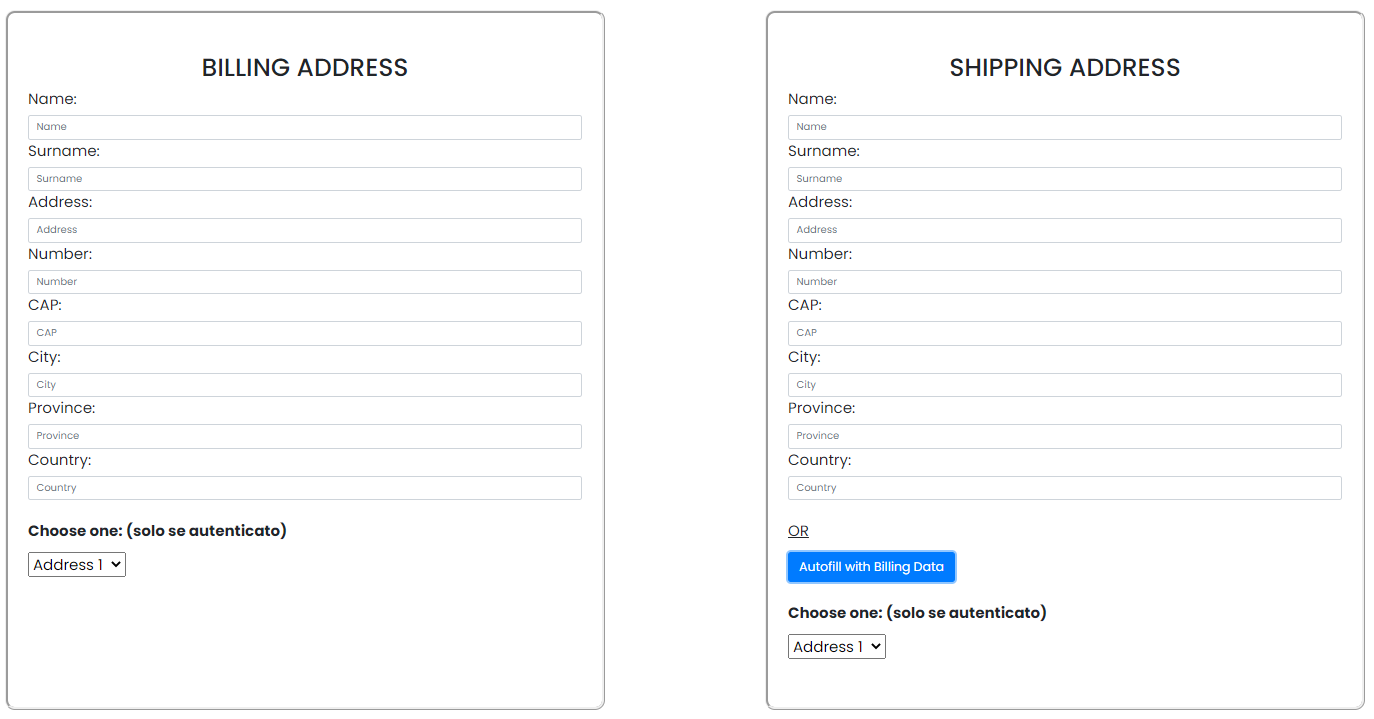 BILLING ADDRESS
Name:
Name
Surname:
Surname
Address:
Address
Number:
Number
CAP:
CAP
City:
City
Province:
Province
Country:
Country
Choose one: (solo se autenticato)
Address 1
SHIPPING ADDRESS
Name:
Name
Surname:
Surname
Address:
Address
Number:
Number
CAP:
CAP
City:
City
Province:
Province
Country:
Country
OR
Autofill with Billing Data
Choose one: (solo se autenticato)
Address 1